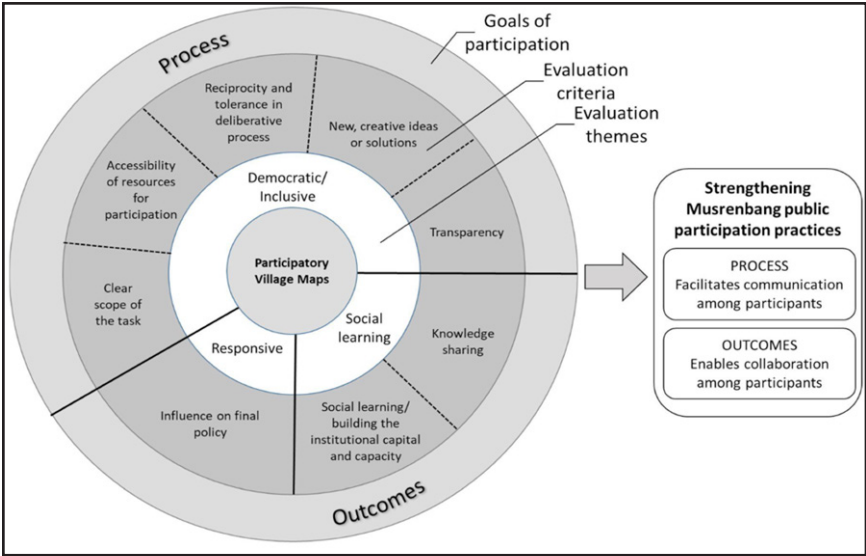 Process
Goals of
participation
Evaluation
criteria
Evaluation
themes
Reciprocity and
tolerance in
deliberative
process
New, creative ideas
or solutions
Accessibility
of resources
for
participation
Democratic/
Inclusive
Transparency
Clear
scope of
the task
Participatory
Village Maps
Responsive
Social
learning
Knowledge
sharing
Influence on final
policy
Social learning/
building the
institutional capital
and capacity
Outcomes
Strengthening
Musrenbang public
participation practices
PROCESS
Facilitates communication
among participants
OUTCOMES
Enables collaboration
among participants